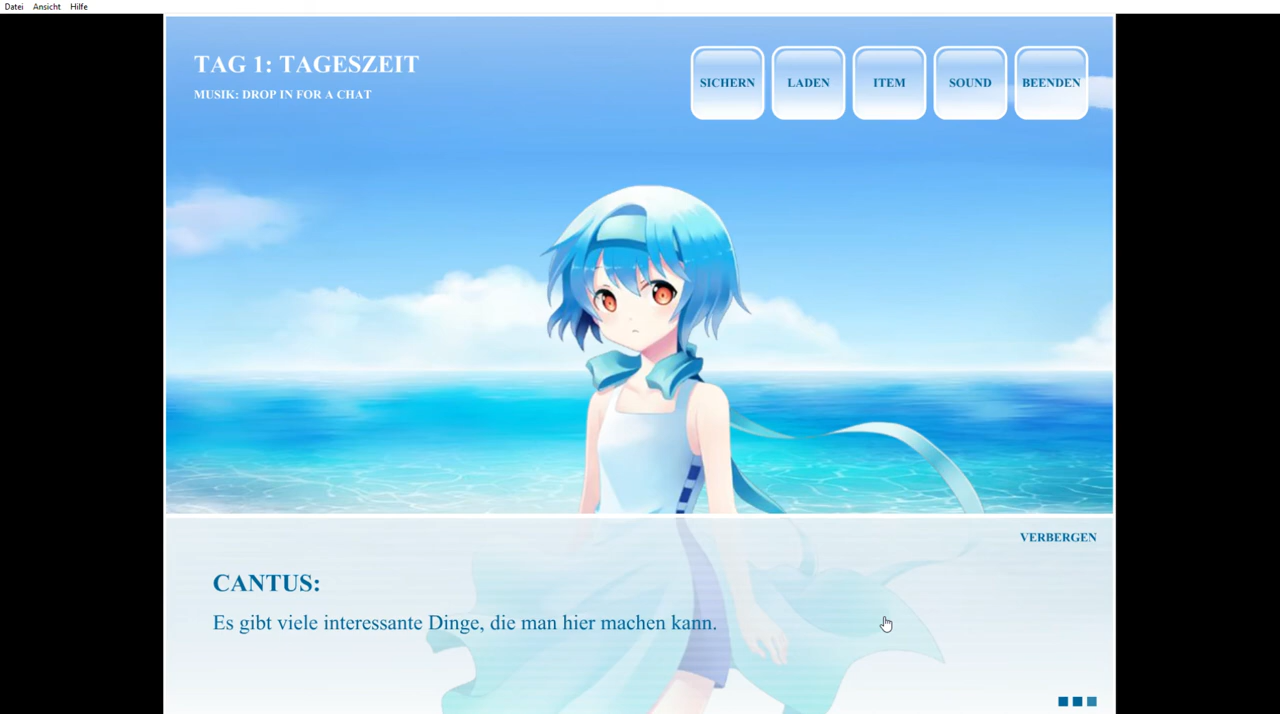 Datei Ansicht Hilfe
TAG 1: TAGESZEIT
MUSIK: DROP IN FOR A CHAT
SICHERN LADEN ITEM SOUND BEENDEN
VERBERGEN
CANTUS:
Es gibt viele interessante Dinge, die man hier machen kann.